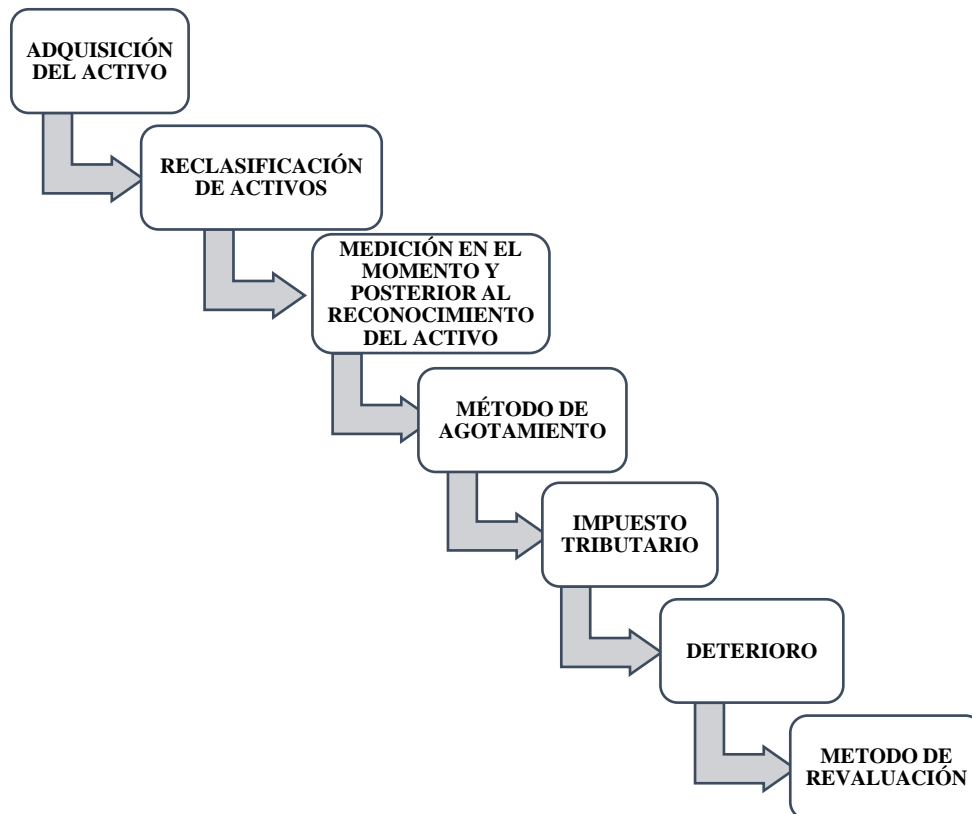 ADQUISICIÓN
DEL ACTIVO
RECLASIFICACIÓN
DE ACTIVOS
MEDICIÓN EN EL
MOMENTO Y
POSTERIOR AL
RECONOCIMIENTO
DEL ACTIVO
MÉTODO DE
AGOTAMIENTO
IMPUESTO
TRIBUTARIO
DETERIORO
METODO DE
REVALUACIÓN